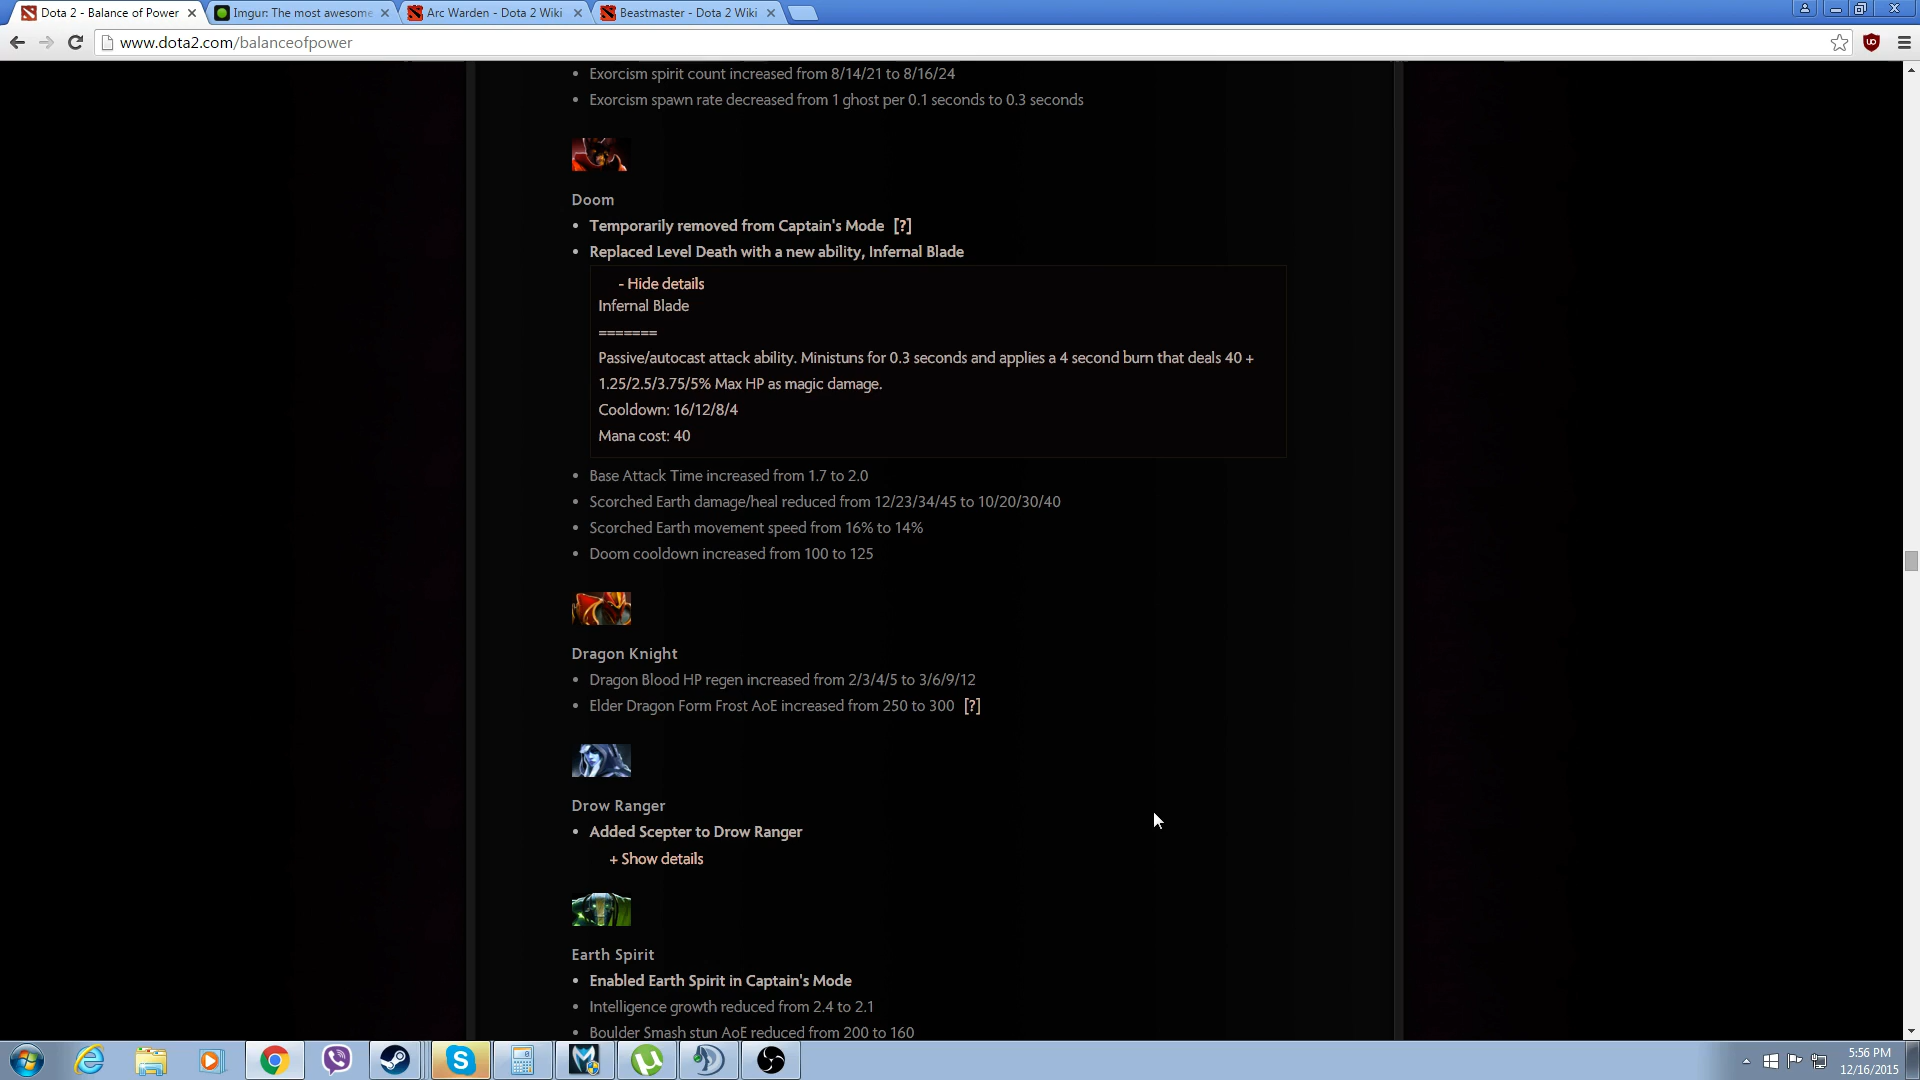 Dota 2 - Balance of Power
Imgur: The most awesome
Arc Warden - Dota 2 Wiki
Beastmaster - Dota 2 Wiki
www.dota2.com/balanceofpower
• Exorcism spirit count increased from 8/14/21 to 8/16/24
• Exorcism spawn rate decreased from 1 ghost per 0.1 seconds to 0.3 seconds
Doom
• Temporarily removed from Captain's Mode [?]
• Replaced Level Death with a new ability, Infernal Blade
- Hide details
Infernal Blade
=======
Passive/autocast attack ability. Ministuns for 0.3 seconds and applies a 4 second burn that deals 40 +
1.25/2.5/3.75/5% Max HP as magic damage.
Cooldown: 16/12/8/4
Mana cost: 40
• Base Attack Time increased from 1.7 to 2.0
• Scorched Earth damage/heal reduced from 12/23/34/45 to 10/20/30/40
• Scorched Earth movement speed from 16% to 14%
• Doom cooldown increased from 100 to 125
Dragon Knight
• Dragon Blood HP regen increased from 2/3/4/5 to 3/6/9/12
• Elder Dragon Form Frost AoE increased from 250 to 300 [?]
Drow Ranger
• Added Scepter to Drow Ranger
+ Show details
Earth Spirit
• Enabled Earth Spirit in Captain's Mode
• Intelligence growth reduced from 2.4 to 2.1
• Boulder Smash stun AoE reduced from 200 to 160
5:56 PM
12/16/2015